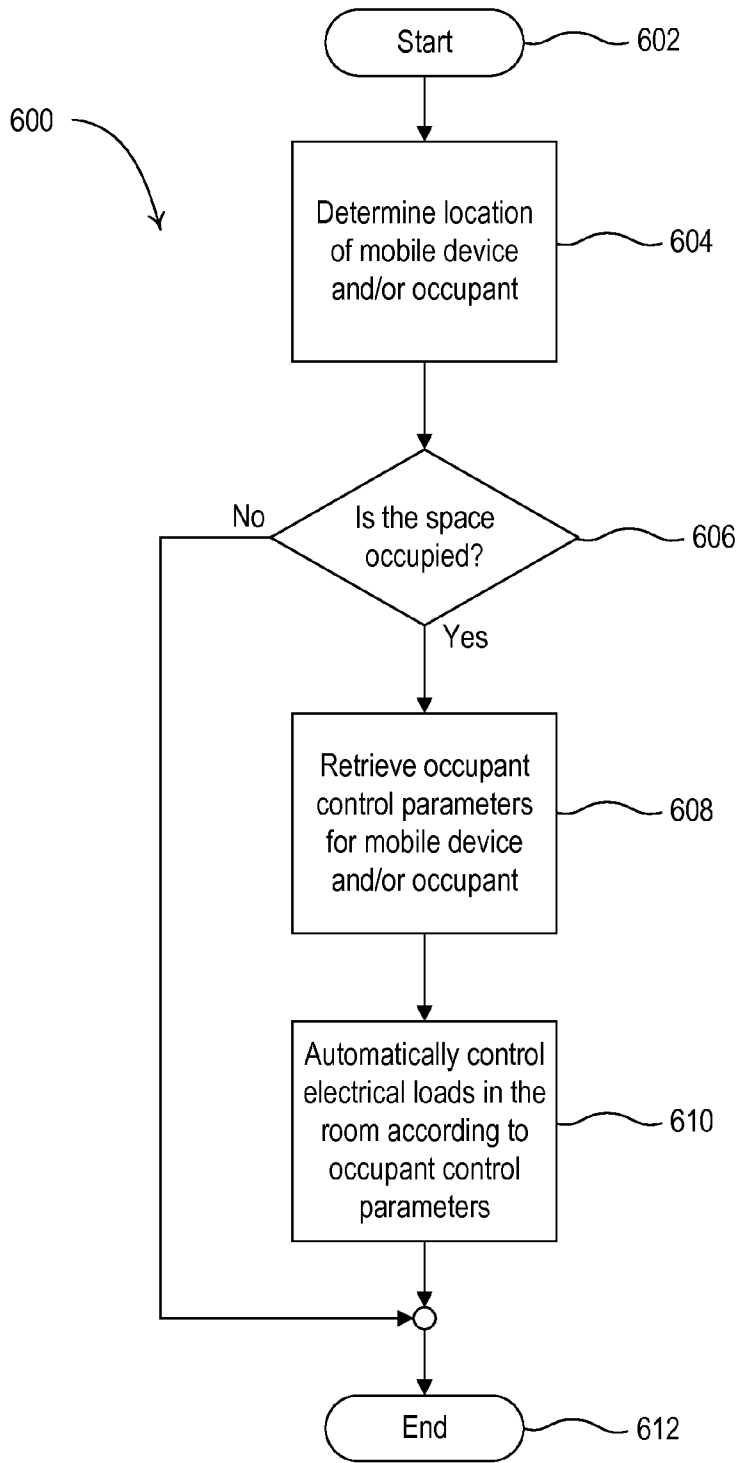 Start
602
600
Determine location
of mobile device
and/or occupant
604
No
Is the space
occupied?
606
Yes
Retrieve occupant
control parameters
for mobile device
and/or occupant
608
Automatically control
electrical loads in the
room according to
occupant control
parameters
610
End
612